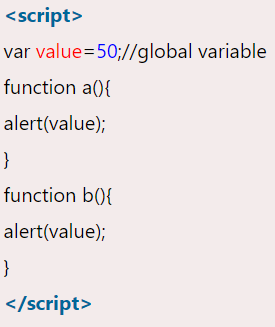 <script>
var value=50;//global variable
function a(){
alert(value);
}
function b(){
alert(value);
}
</script>